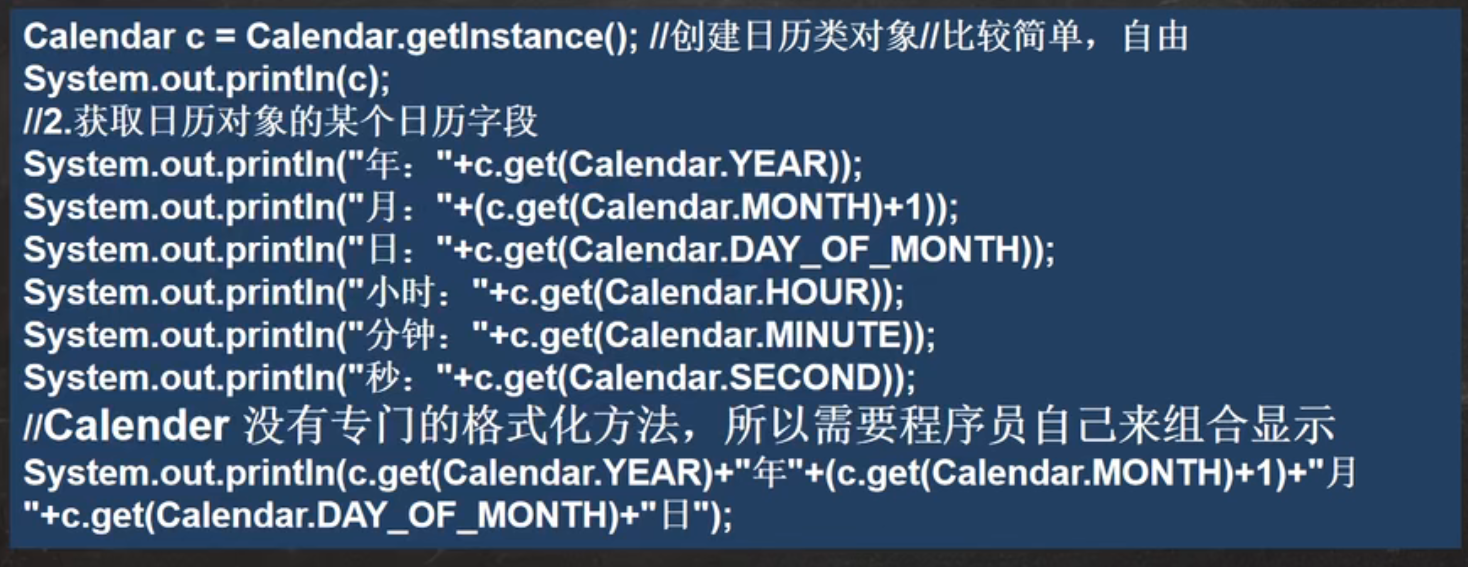 Calendar c = Calendar.getInstance(); //创建日历类对象//比较简单，自由
System.out.println(c);
//2.获取日历对象的某个日历字段
System.out.println("年："+c.get(Calendar.YEAR));
System.out.println("月："+(c.get(Calendar.MONTH)+1));
System.out.println("日："+c.get(Calendar.DAY_OF_MONTH));
System.out.println("小时："+c.get(Calendar.HOUR));
System.out.println("分钟："+c.get(Calendar.MINUTE));
System.out.println("秒："+c.get(Calendar.SECOND));
//Calender 没有专门的格式化方法，所以需要程序员自己来组合显示
System.out.println(c.get(Calendar.YEAR)+"年"+(c.get(Calendar.MONTH)+1)+"月
"+c.get(Calendar.DAY_OF_MONTH)+"日");